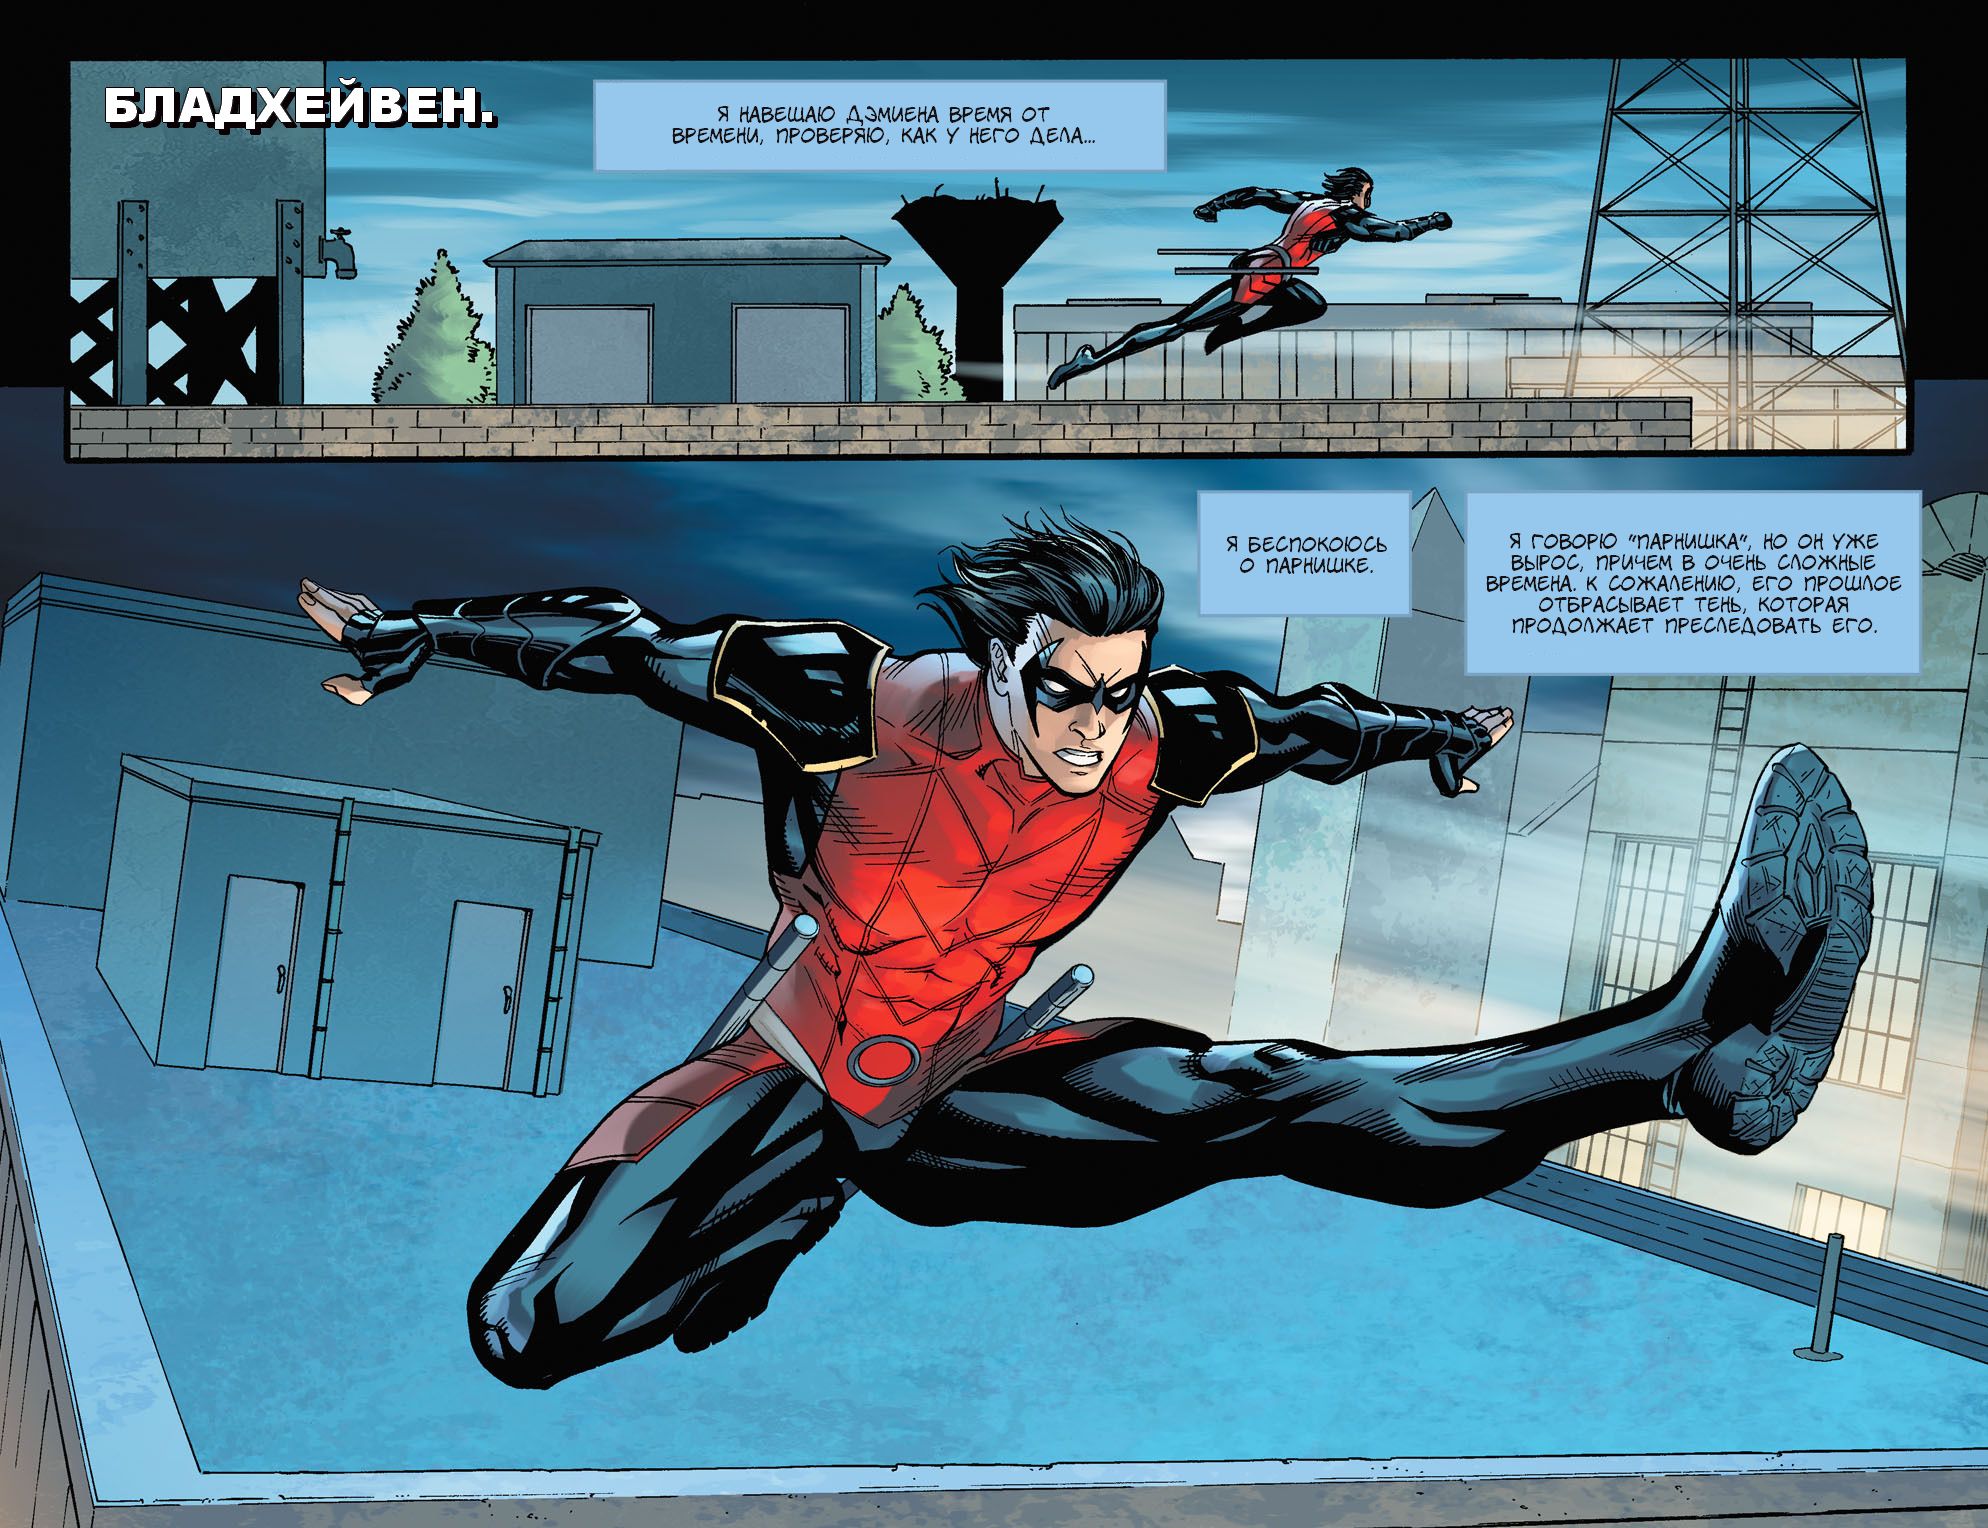 БЛАДХЕЙВЕН.
Я НАВЕЩАЮ ДЭМИЕНА ВРЕМЯ ОТ
ВРЕМЕНИ, ПРОВЕРЯЮ, КАК У НЕГО ДЕЛА...
Я БЕСПОКОЮСЬ
О ПАРНИШКЕ.
Я ГОВОРЮ "ПАРНИШКА", НО ОН УЖЕ
ВЫРОС, ПРИЧЕМ В ОЧЕНЬ СЛОЖНЫЕ
ВРЕМЕНА. К СОЖАЛЕНИЮ, ЕГО ПРОШЛОЕ
ОТБРАСЫВАЕТ ТЕНЬ, КОТОРАЯ
ПРОДОЛЖАЕТ ПРЕСЛЕДОВАТЬ ЕГО.